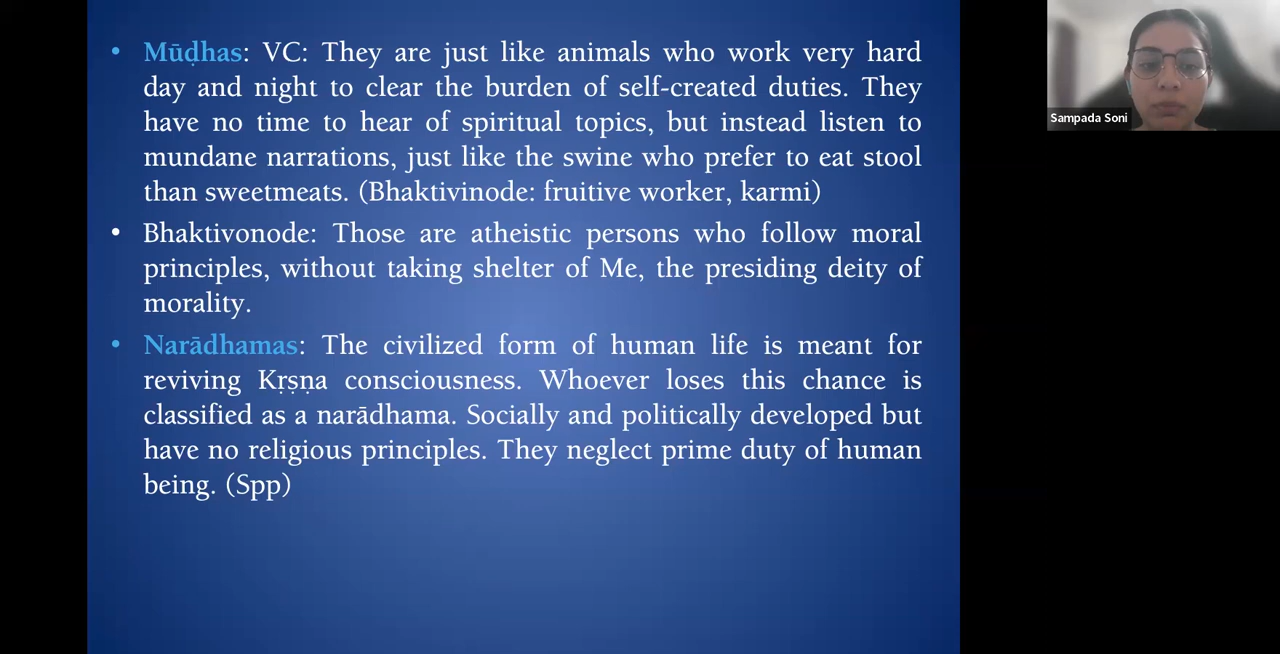 • Mūḍhas: VC: They are just like animals who work very hard
day and night to clear the burden of self-created duties. They
have no time to hear of spiritual topics, but instead listen to
mundane narrations, just like the swine who prefer to eat stool
than sweetmeats. (Bhaktivinode: fruitive worker, karmi)
• Bhaktivonode: Those are atheistic persons who follow moral
principles, without taking shelter of Me, the presiding deity of
morality.
• Narādhamas: The civilized form of human life is meant for
reviving Kṛṣṇa consciousness. Whoever loses this chance is
classified as a narādhama. Socially and politically developed but
have no religious principles. They neglect prime duty of human
being. (Spp)
Sampada Soni